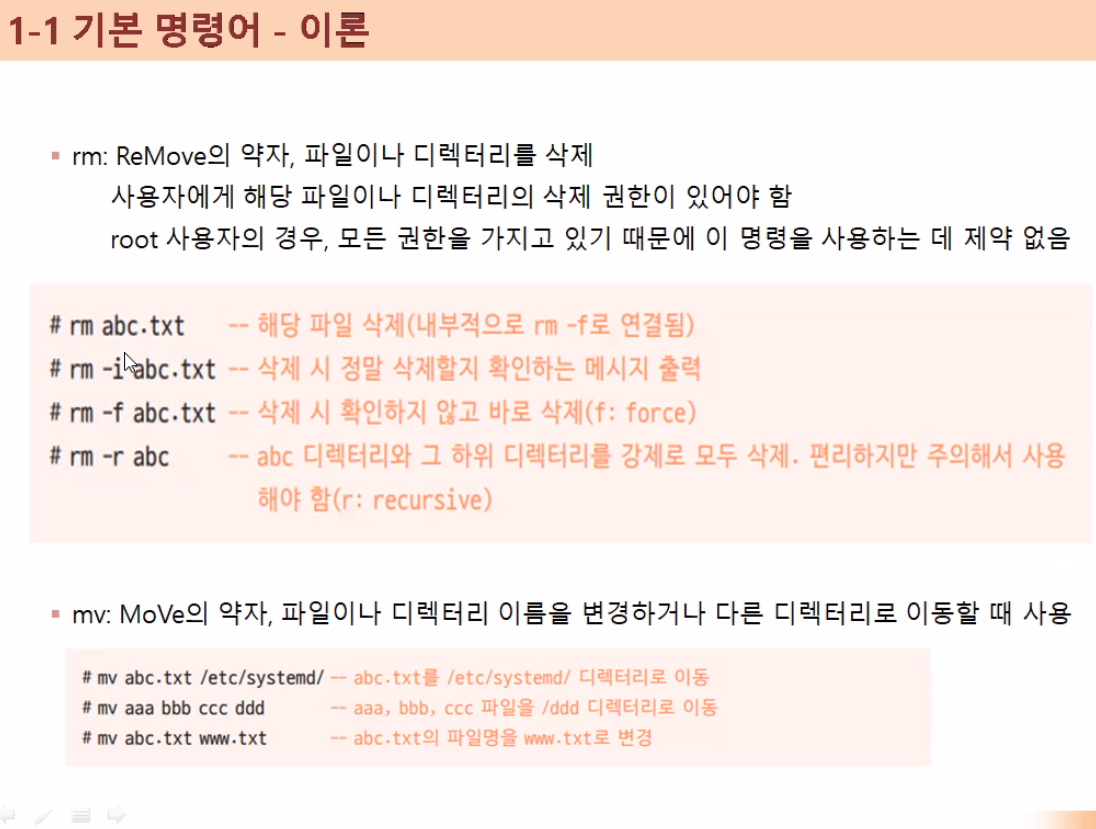 1-1 기본 명령어 - 이론
▪ rm: ReMove의 약자, 파일이나 디렉터리를 삭제
사용자에게 해당 파일이나 디렉터리의 삭제 권한이 있어야 함
root 사용자의 경우, 모든 권한을 가지고 있기 때문에 이 명령을 사용하는 데 제약 없음
# rm abc.txt -- 해당 파일 삭제(내부적으로 rm -f로 연결됨)
# rm -i abc.txt -- 삭제 시 정말 삭제할지 확인하는 메시지 출력
# rm -f abc.txt -- 삭제 시 확인하지 않고 바로 삭제(f: force)
# rm -r abc -- abc 디렉터리와 그 하위 디렉터리를 강제로 모두 삭제. 편리하지만 주의해서 사용
해야 함(r: recursive)
▪ mv: MoVe의 약자, 파일이나 디렉터리 이름을 변경하거나 다른 디렉터리로 이동할 때 사용
# mv abc.txt /etc/systemd/ -- abc.txt를 /etc/systemd/ 디렉터리로 이동
# mv aaa bbb ccc ddd -- aaa, bbb, ccc 파일을 /ddd 디렉터리로 이동
# mv abc.txt www.txt -- abc.txt의 파일명을 www.txt로 변경